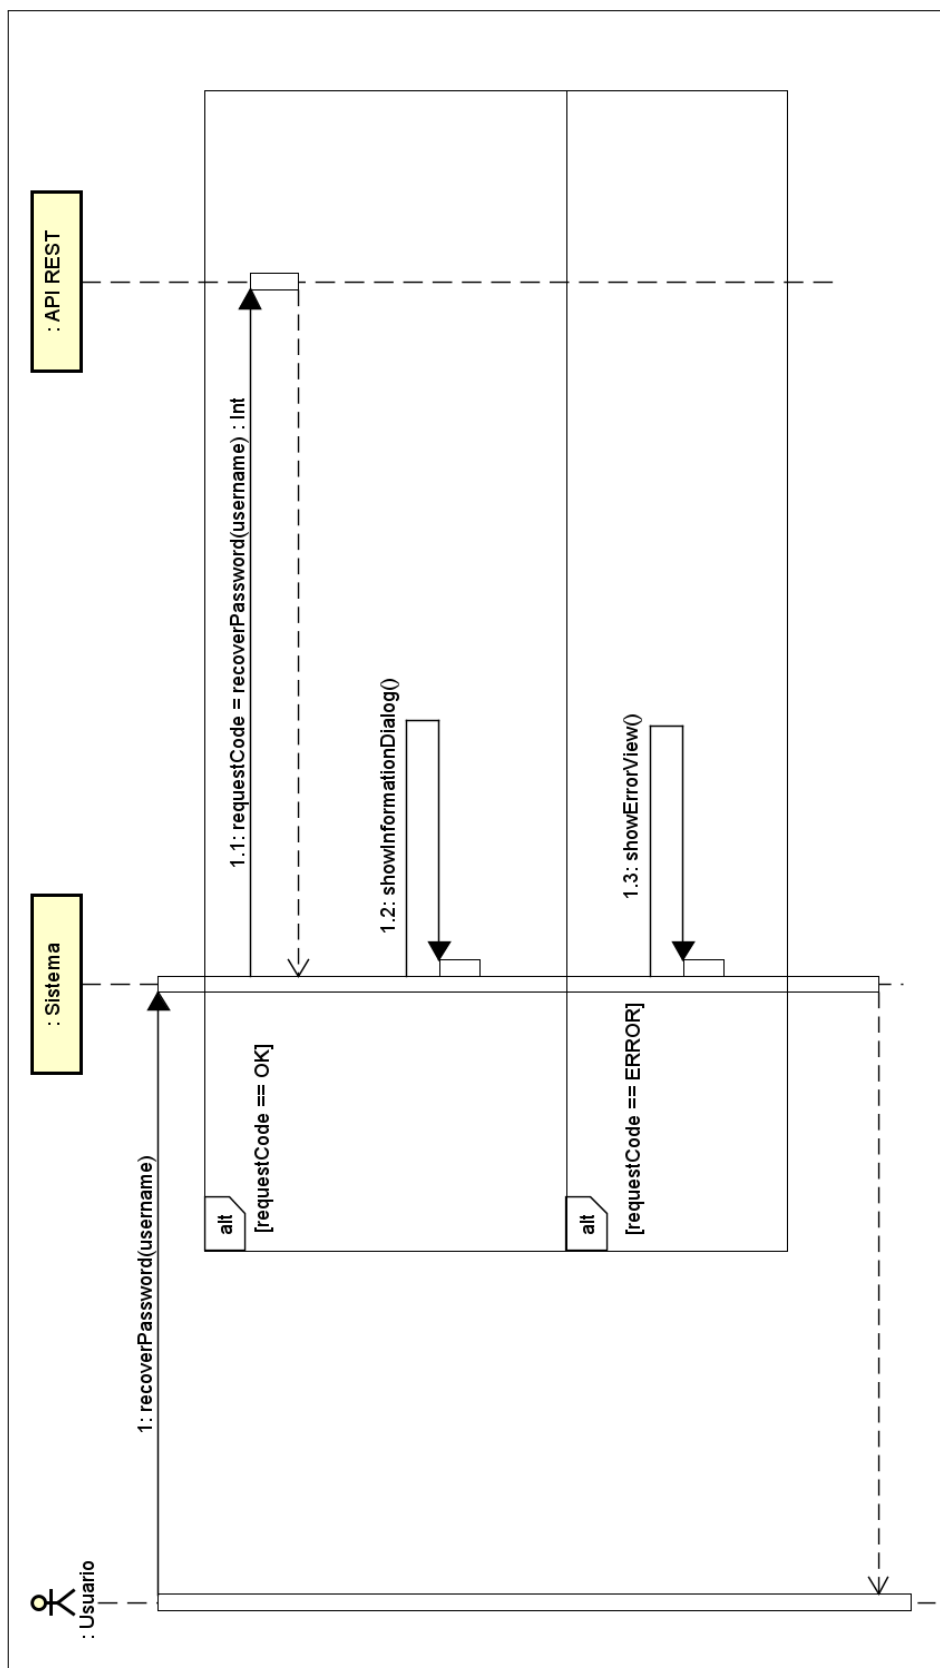 : Usuario
: Sistema
: API REST
1: recoverPassword(username)
alt
[requestCode == OK]
1.1: requestCode = recoverPassword(username) : Int
1.2: showInformationDialog()
alt
[requestCode == ERROR]
1.3: showErrorView()